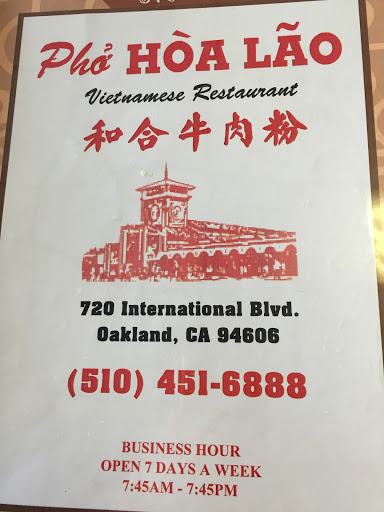 Phở HÒA LÃO
Vietnamese Restaurant
和合牛肉粉
720 International Blvd.
Oakland, CA 94606
(510) 451-6888
BUSINESS HOUR
OPEN 7 DAYS A WEEK
7:45AM - 7:45PM